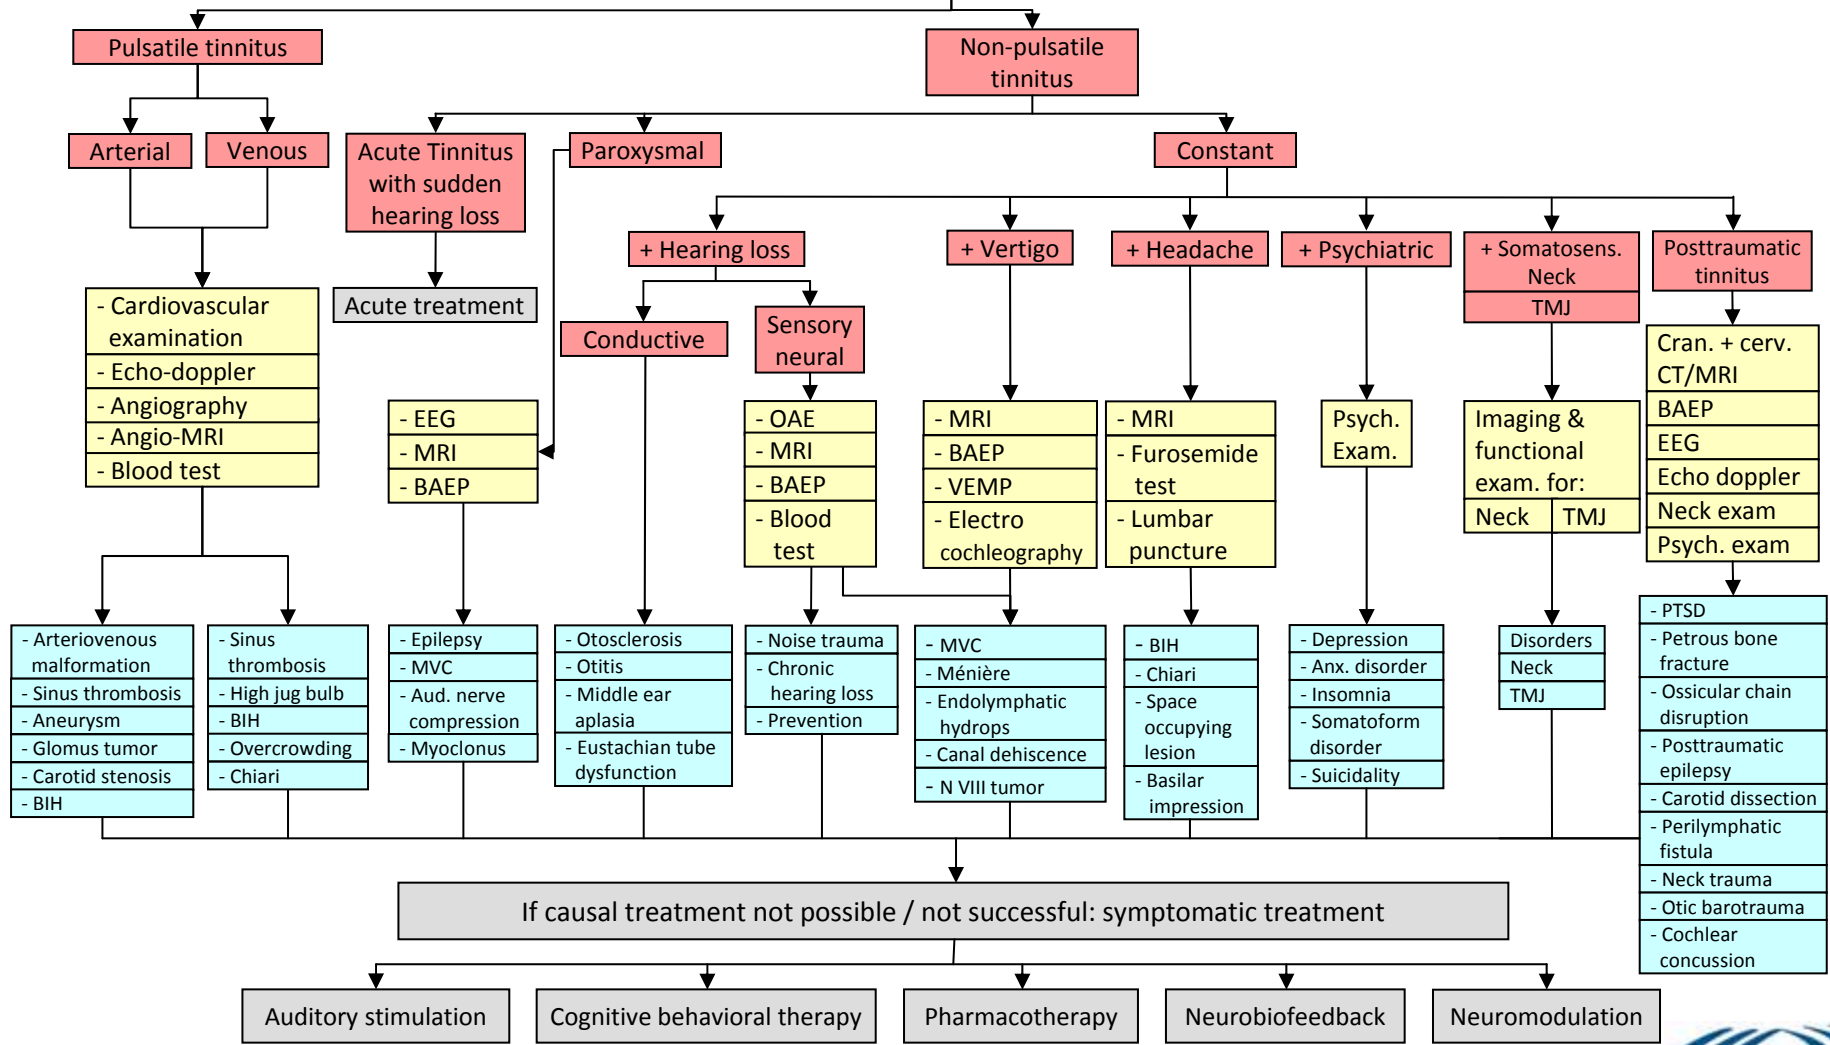 Pulsatile tinnitus
Non-pulsatile
tinnitus
Arterial
Venous
Acute Tinnitus
with sudden
hearing loss
Paroxysmal
Constant
+ Hearing loss
+ Vertigo
+ Headache
+ Psychiatric
+ Somatosens.
Neck
TMJ
Posttraumatic
tinnitus
Acute treatment
Conductive
Sensory
neural
- Cardiovascular
examination
- Echo-doppler
- Angiography
- Angio-MRI
- Blood test
- EEG
- MRI
- BAEP
- OAE
- MRI
- BAEP
- Blood
test
- MRI
- BAEP
- VEMP
- Electro
cochleography
- MRI
- Furosemide
test
- Lumbar
puncture
Psych.
Exam.
Imaging &
functional
exam. for:
Neck
TMJ
Cran. + cerv.
CT/MRI
BAEP
EEG
Echo doppler
Neck exam
Psych. exam
- Arteriovenous
malformation
- Sinus thrombosis
- Aneurysm
- Glomus tumor
- Carotid stenosis
- BIH
- Sinus
thrombosis
- High jug bulb
- BIH
- Overcrowding
- Chiari
- Epilepsy
- MVC
- Aud. nerve
compression
- Myoclonus
- Otosclerosis
- Otitis
- Middle ear
aplasia
- Eustachian tube
dysfunction
- Noise trauma
- Chronic
hearing loss
- Prevention
- MVC
- Ménière
- Endolymphatic
hydrops
- Canal dehiscence
- N VIII tumor
- BIH
- Chiari
- Space
occupying
lesion
- Basilar
impression
- Depression
- Anx. disorder
- Insomnia
- Somatoform
disorder
- Suicidality
Disorders
Neck
TMJ
- PTSD
- Petrous bone
fracture
- Ossicular chain
disruption
- Posttraumatic
epilepsy
- Carotid dissection
- Perilymphatic
fistula
- Neck trauma
- Otic barotrauma
- Cochlear
concussion
If causal treatment not possible / not successful: symptomatic treatment
Auditory stimulation
Cognitive behavioral therapy
Pharmacotherapy
Neurobiofeedback
Neuromodulation